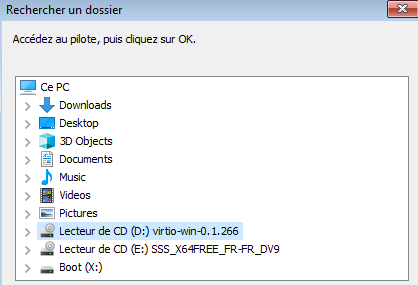 Rechercher un dossier
Accédez au pilote, puis cliquez sur OK.
Ce PC
Downloads
Desktop
3D Objects
Documents
Music
Videos
Pictures
Lecteur de CD (D:) virtio-win-0.1.266
Lecteur de CD (E:) SSS_X64FREE_FR-FR_DV9
Boot (X:)